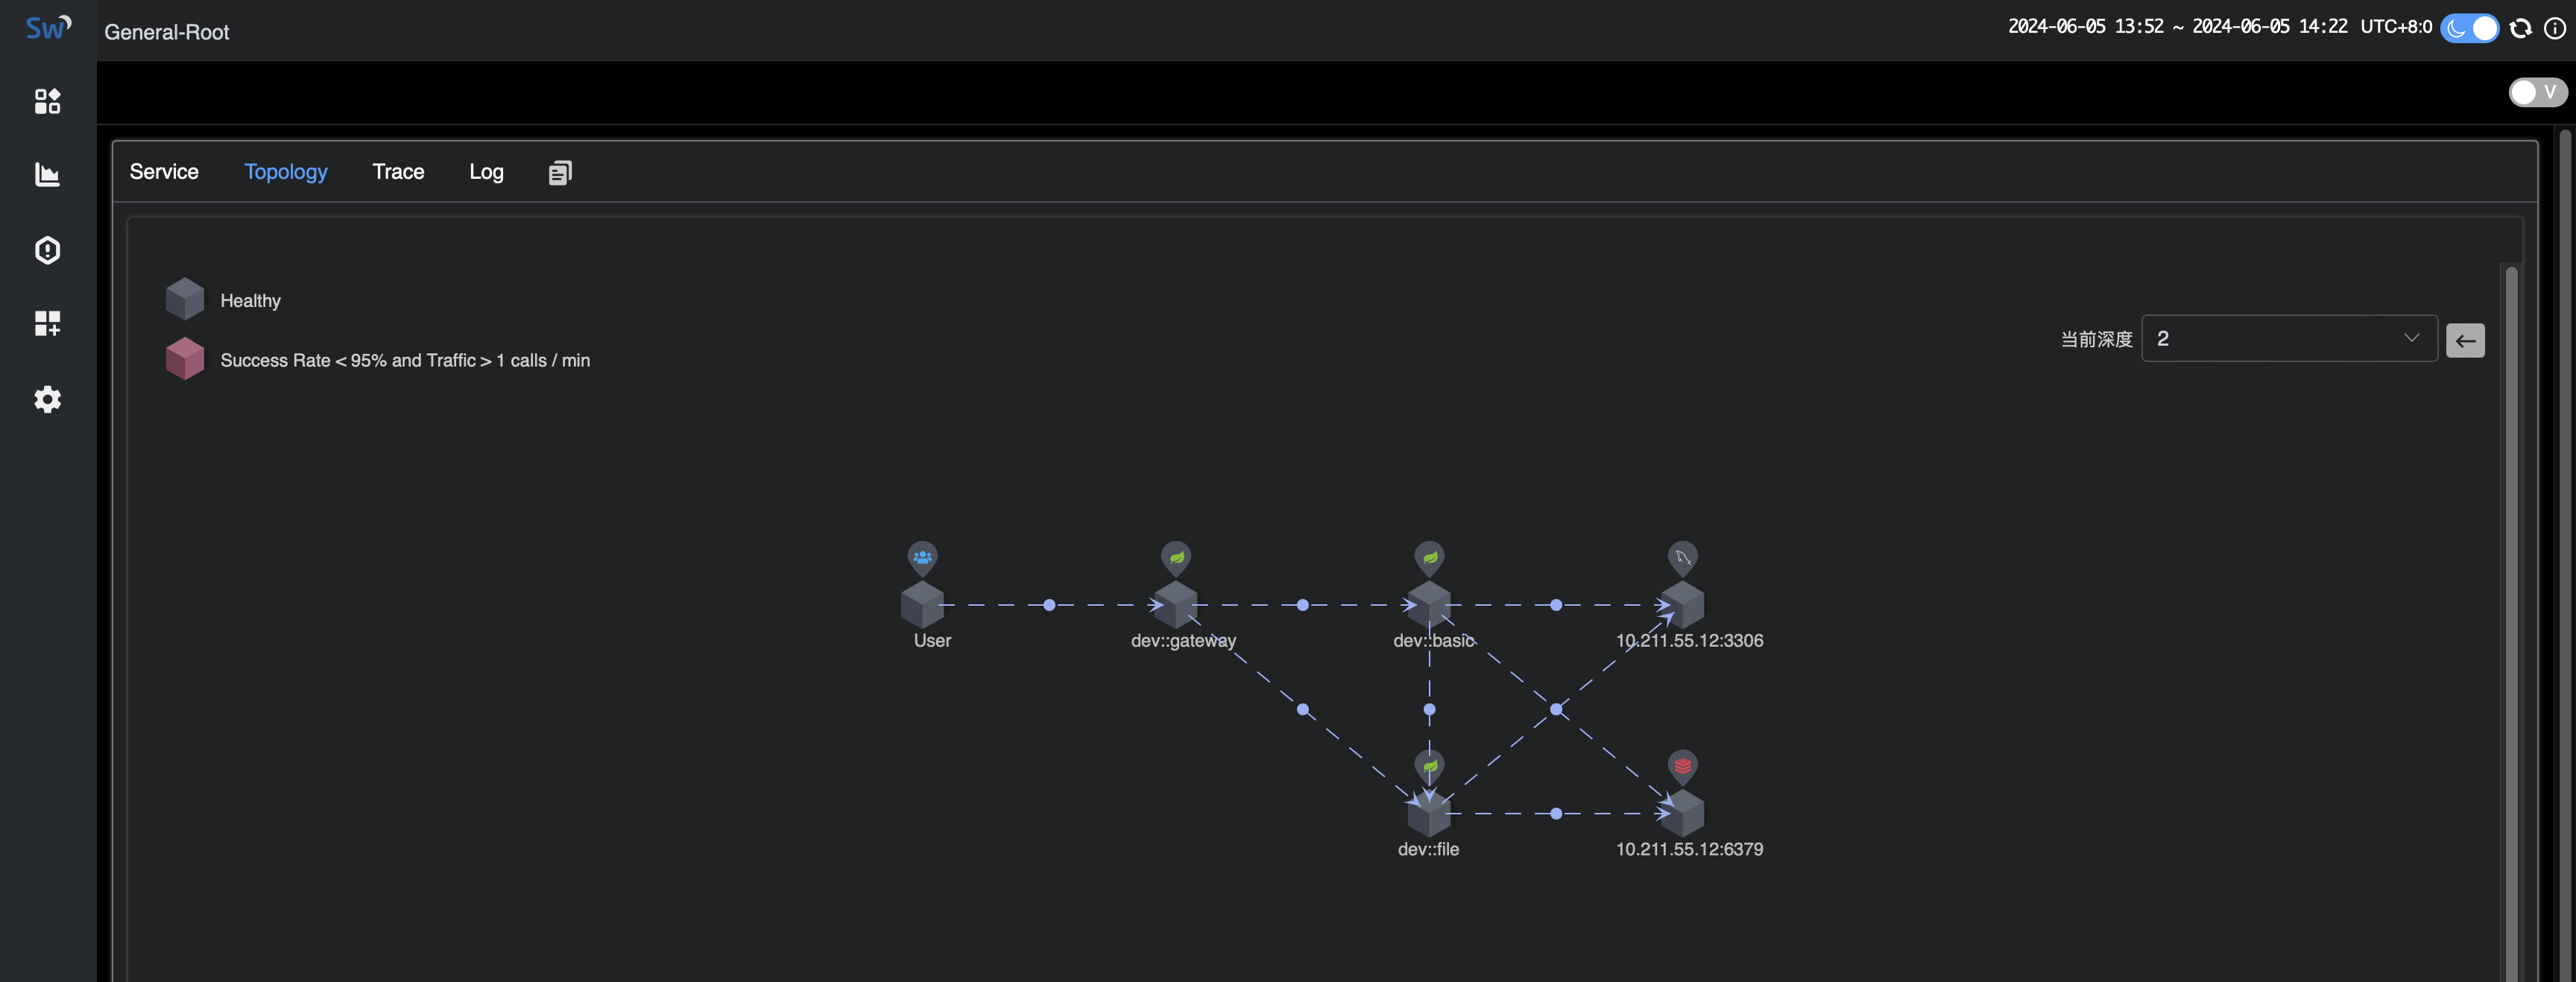 Sw
General-Root
2024-06-05 13:52 ~ 2024-06-05 14:22 UTC+8:0
V
Service Topology Trace Log
Healthy
Success Rate < 95% and Traffic > 1 calls / min
当前深度 2
User
dev::gateway
dev::basic
10.211.55.12:3306
dev::file
10.211.55.12:6379